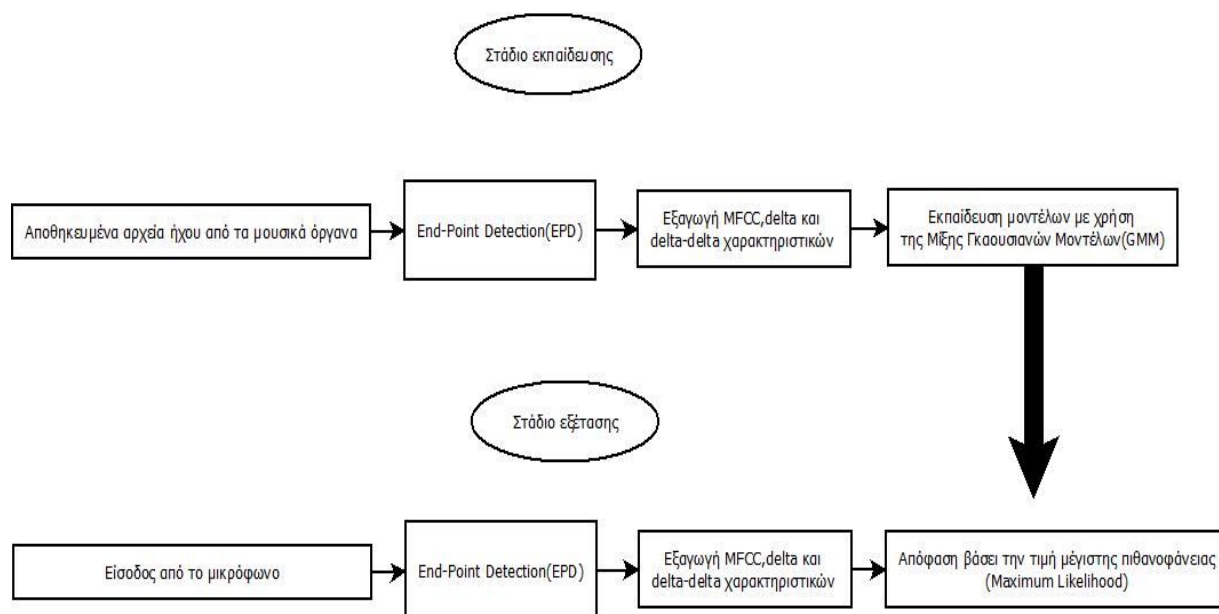 Στάδιο εκπαίδευσης
Αποθηκευμένα αρχεία ήχου από τα μουσικά όργανα
End-Point Detection(EPD)
Εξαγωγή MFCC,delta και
delta-delta χαρακτηριστικών
Εκπαίδευση μοντέλων με χρήση
της Μίξης Γκαουσιανών Μοντέλων(GMM)
Στάδιο εξέτασης
Είσοδος από το μικρόφωνο
End-Point Detection(EPD)
Εξαγωγή MFCC,delta και
delta-delta χαρακτηριστικών
Απόφαση βάσει την τιμή μέγιστης πιθανοφάνειας
(Maximum Likelihood)